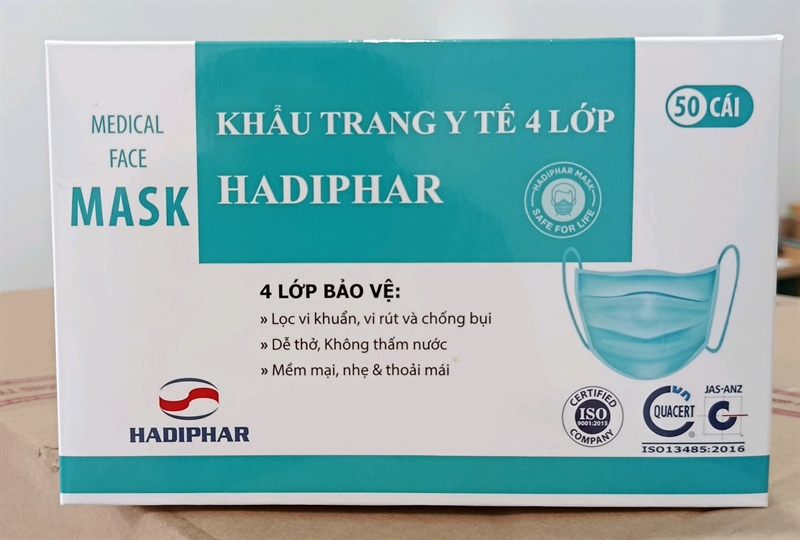 MEDICAL
FACE
MASK
KHẨU TRANG Y TẾ 4 LỚP
HADIPHAR
50 CÁI
HADIPHAR MASK
SAFE FOR LIFE
4 LỚP BẢO VỆ:
» Lọc vi khuẩn, vi rút và chống bụi
» Dễ thở, Không thấm nước
» Mềm mại, nhẹ & thoải mái
HADIPHAR
CERTIFIED
ISO
9001:2015
COMPANY
vn
QUACERT
®
JAS-ANZ
ISO13485:2016